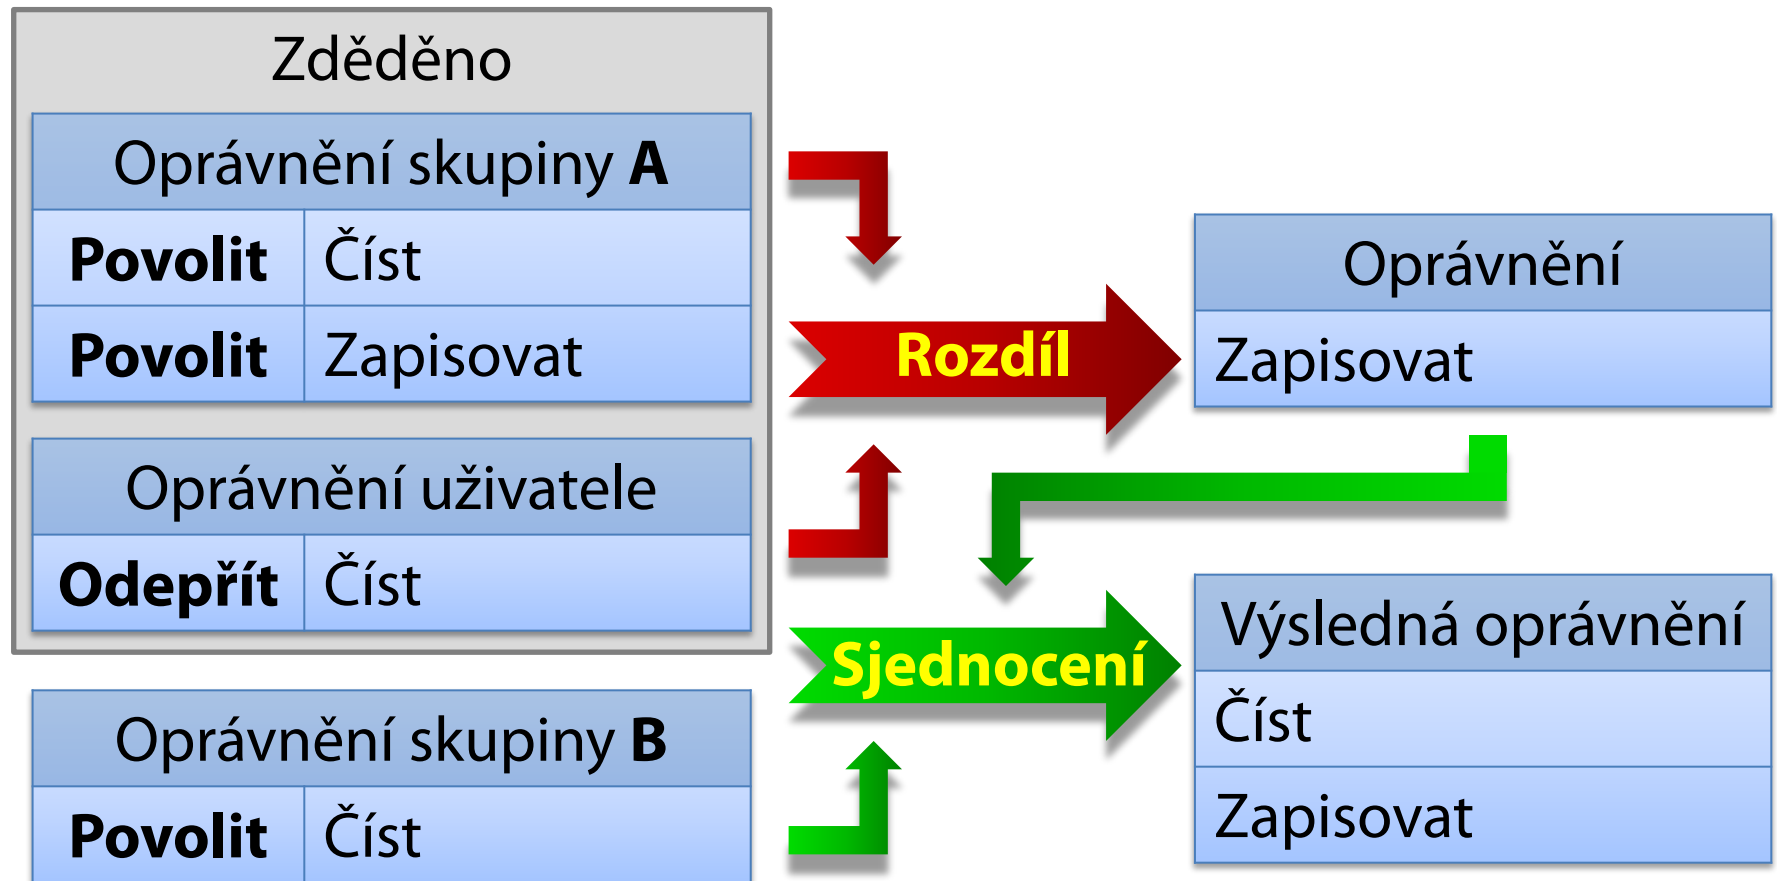 Zděděno
Oprávnění skupiny A
Povolit Číst
Povolit Zapisovat
Oprávnění uživatele
Odepřít Číst
Oprávnění skupiny B
Povolit Číst
Rozdíl
Sjednocení
Oprávnění
Zapisovat
Výsledná oprávnění
Číst
Zapisovat